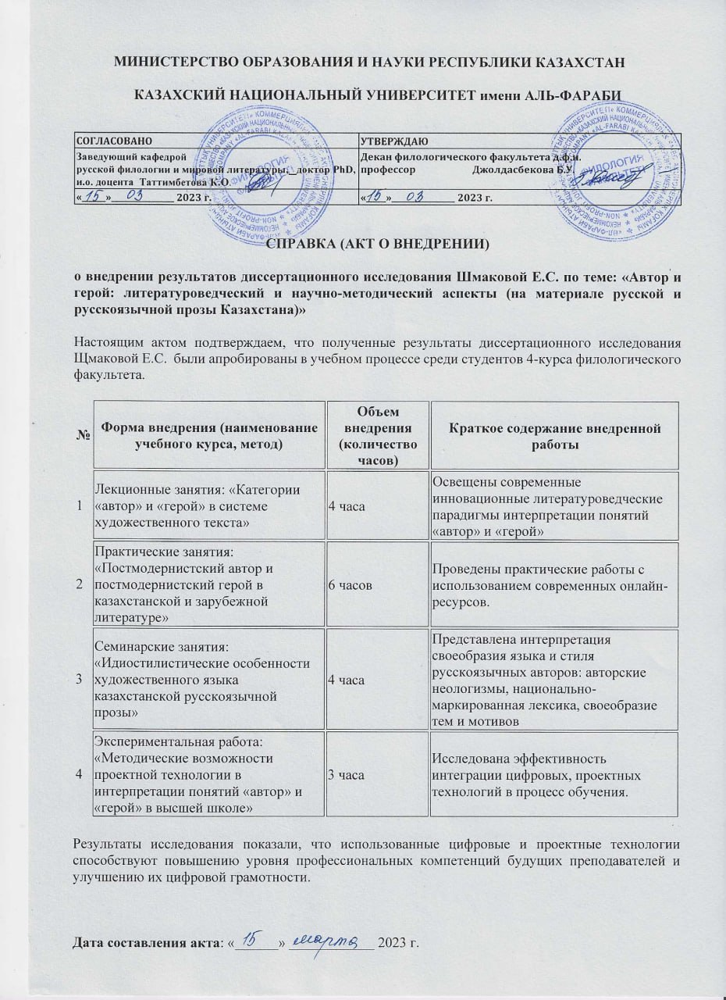 МИНИСТЕРСТВО ОБРАЗОВАНИЯ И НАУКИ РЕСПУБЛИКИ КАЗАХСТАН
КАЗАХСКИЙ НАЦИОНАЛЬНЫЙ УНИВЕРСИТЕТ имени АЛЬ-ФАРАБИ
СОГЛАСОВАНО
Заведующий кафедрой
русской филологии и мировой литературы, доктор PhD,
и.о. доцента Таттимбетова К.О.
«15» 03 2023 г.
УТВЕРЖДАЮ
Декан филологического факультета д.ф.н.
профессор Джолдасбекова Б.У.
«15» 03 2023 г.
ФИЛОЛОГИЯ
ФАКУЛЬТЕТІ
ФИЛОЛОГИЯ
ФАКУЛЬТЕТІ
СПРАВКА (АКТ О ВНЕДРЕНИИ)
о внедрении результатов диссертационного исследования Шмаковой Е.С. по теме: «Автор и
герой: литературоведческий и научно-методический аспекты (на материале русской и
русскоязычной прозы Казахстана)»
Настоящим актом подтверждаем, что полученные результаты диссертационного исследования
Щмаковой Е.С. были апробированы в учебном процессе среди студентов 4-курса филологического
факультета.
№
Форма внедрения (наименование
учебного курса, метод)
Объем
внедрения
(количество
часов)
Краткое содержание внедренной
работы
1
Лекционные занятия: «Категории
«автор» и «герой» в системе
художественного текста»
4 часа
Освещены современные
инновационные литературоведческие
парадигмы интерпретации понятий
«автор» и «герой»
2
Практические занятия:
«Постмодернистский автор и
постмодернистский герой в
казахстанской и зарубежной
литературе»
6 часов
Проведены практические работы с
использованием современных онлайн-
ресурсов.
3
Семинарские занятия:
«Идиостилистические особенности
художественного языка
казахстанской русскоязычной
прозы»
4 часа
Представлена интерпретация
своеобразия языка и стиля
русскоязычных авторов: авторские
неологизмы, национально-
маркированная лексика, своеобразие
тем и мотивов
4
Экспериментальная работа:
«Методические возможности
проектной технологии в
интерпретации понятий «автор» и
«герой» в высшей школе»
3 часа
Исследована эффективность
интеграции цифровых, проектных
технологий в процесс обучения.
Результаты исследования показали, что использованные цифровые и проектные технологии
способствуют повышению уровня профессиональных компетенций будущих преподавателей и
улучшению их цифровой грамотности.
Дата составления акта: «15» марта 2023 г.